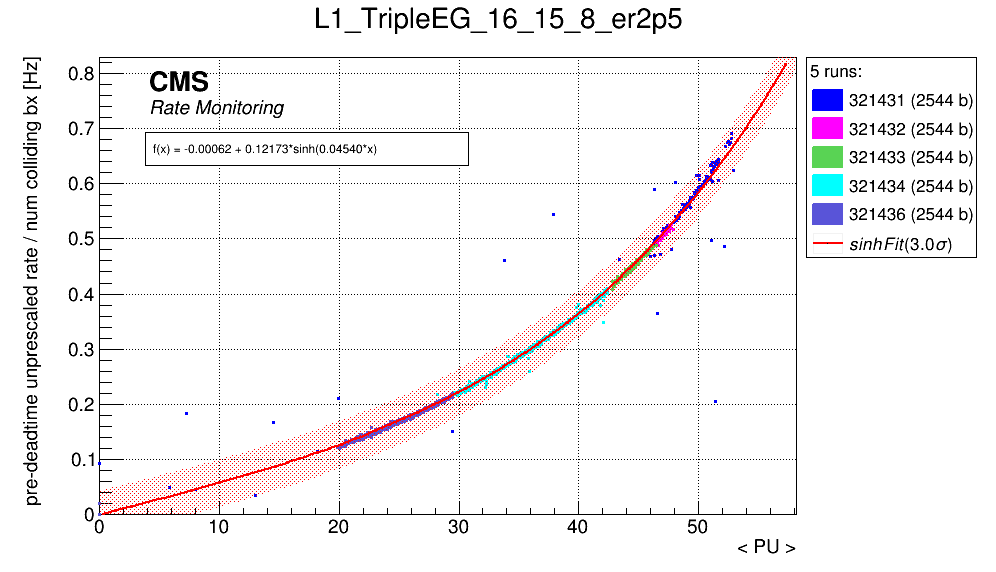 L1_TripleEG_16_15_8_er2p5
pre-deadtime unprescaled rate / num colliding bx [Hz]
CMS
Rate Monitoring
f(x) = -0.00062 + 0.12173*sinh(0.04540*x)
0.8
0.7
0.6
0.5
0.4
0.3
0.2
0.1
0
0
10
20
30
40
50
< PU >
5 runs:
321431 (2544 b)
321432 (2544 b)
321433 (2544 b)
321434 (2544 b)
321436 (2544 b)
sinhFit(3.0σ)